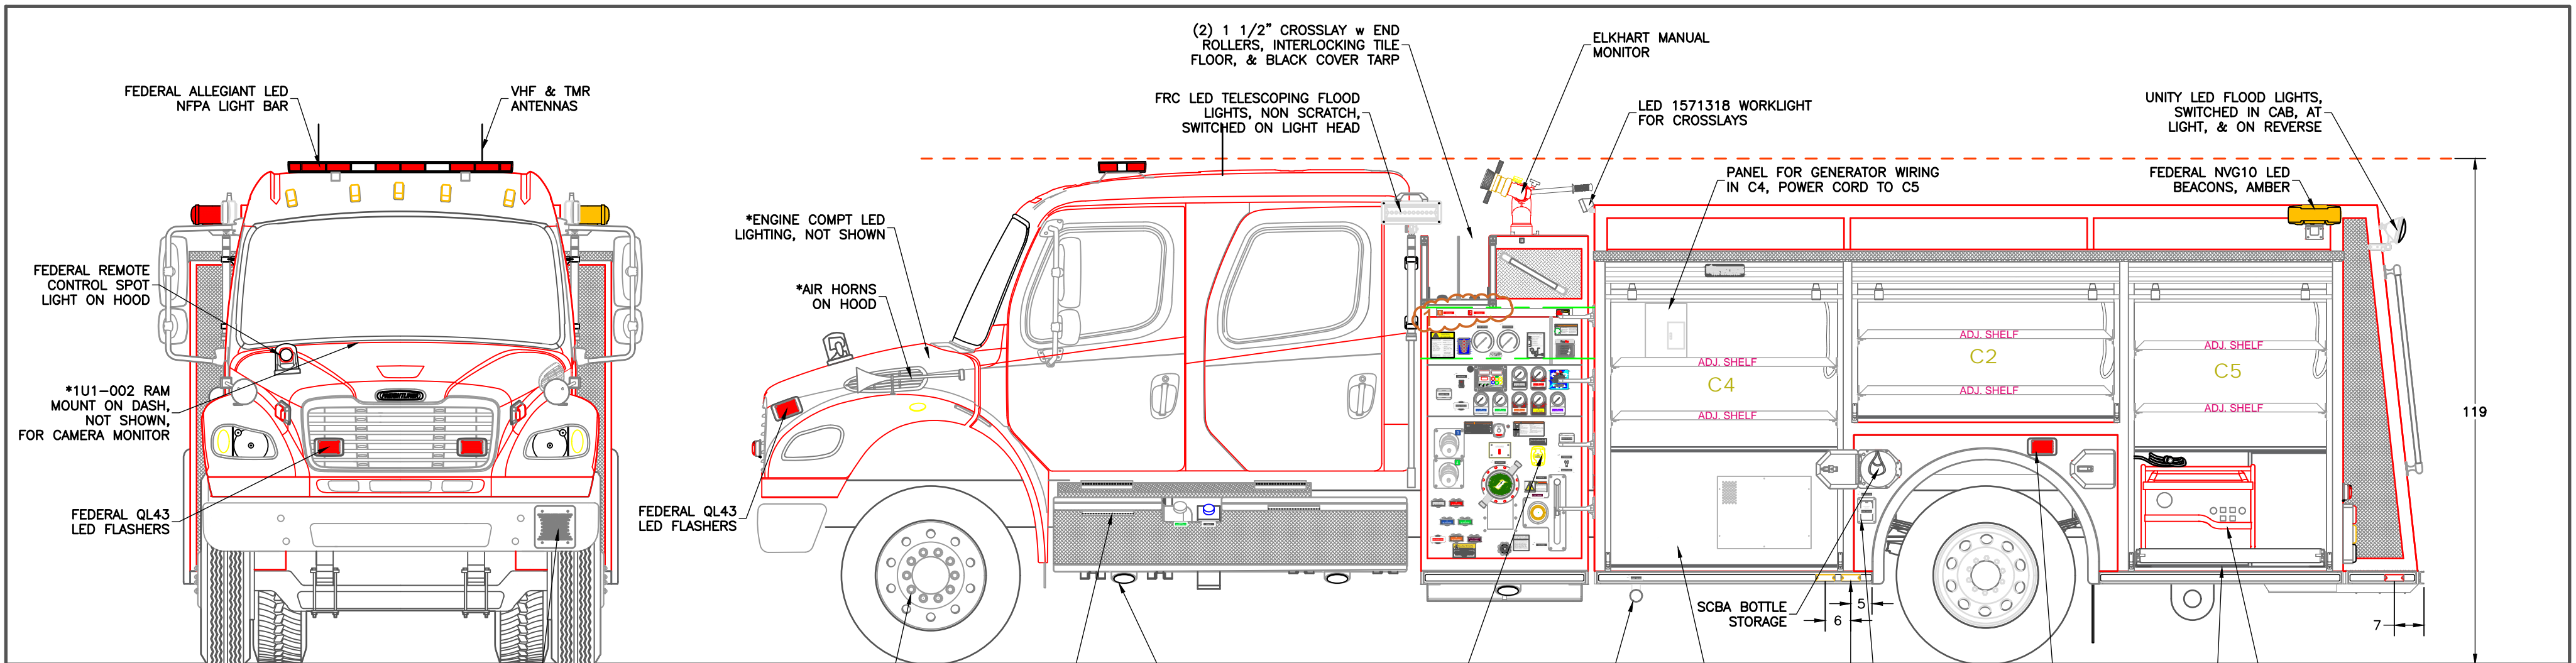 FEDERAL ALLEGIANT LED
NFPA LIGHT BAR
VHF & TMR
ANTENNAS
FEDERAL REMOTE
CONTROL SPOT
LIGHT ON HOOD
*1U1-002 RAM
MOUNT ON DASH,
NOT SHOWN,
FOR CAMERA MONITOR
FEDERAL QL43
LED FLASHERS
(2) 1 1/2" CROSSLAY w END
ROLLERS, INTERLOCKING TILE
FLOOR, & BLACK COVER TARP
FRC LED TELESCOPING FLOOD
LIGHTS, NON SCRATCH,
SWITCHED ON LIGHT HEAD
*ENGINE COMPT LED
LIGHTING, NOT SHOWN
*AIR HORNS
ON HOOD
FEDERAL QL43
LED FLASHERS
ELKHART MANUAL
MONITOR
LED 1571318 WORKLIGHT
FOR CROSSLAYS
PANEL FOR GENERATOR WIRING
IN C4, POWER CORD TO C5
UNITY LED FLOOD LIGHTS,
SWITCHED IN CAB, AT
LIGHT, & ON REVERSE
FEDERAL NVG10 LED
BEACONS, AMBER
ADJ. SHELF
C4
ADJ. SHELF
ADJ. SHELF
C2
ADJ. SHELF
ADJ. SHELF
C5
ADJ. SHELF
119
SCBA BOTTLE
STORAGE
5
6
7